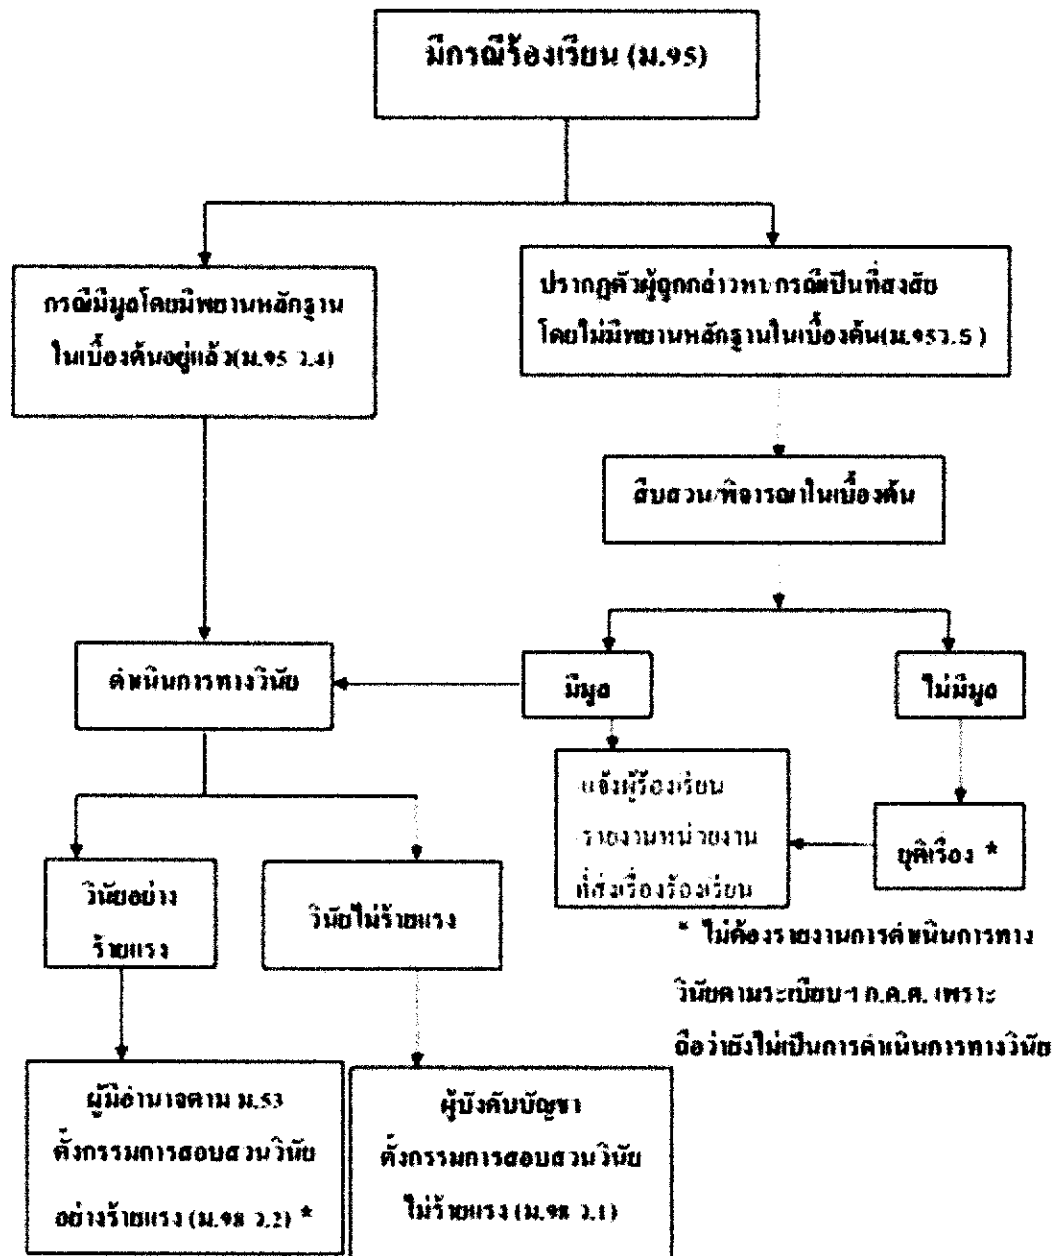 มีกรณีร้องเรียน (ม.95)
กรณีมีมูลโดยมีพยานหลักฐาน
ในเบื้องต้นอยู่แล้ว(ม.95 ว.4)
ปรากฏตัวผู้ถูกกล่าวหา/กรณีเป็นที่สงสัย
โดยไม่มีพยานหลักฐานในเบื้องต้น(ม.95ว.5 )
สืบสวน/พิจารณาในเบื้องต้น
ดำเนินการทางวินัย
มีมูล
ไม่มีมูล
แจ้งผู้ร้องเรียน
รายงานหน่วยงาน
ที่ส่งเรื่องร้องเรียน
ยุติเรื่อง *
วินัยอย่าง
ร้ายแรง
วินัยไม่ร้ายแรง
* ไม่ต้องรายงานการดำเนินการทาง
วินัยตามระเบียบฯ ก.ค.ศ. เพราะ
ถือว่ายังไม่เป็นการดำเนินการทางวินัย
ผู้มีอำนาจตาม ม.53
ตั้งกรรมการสอบสวนวินัย
อย่างร้ายแรง (ม.98 ว.2) *
ผู้บังคับบัญชา
ตั้งกรรมการสอบสวนวินัย
ไม่ร้ายแรง (ม.98 ว.1)